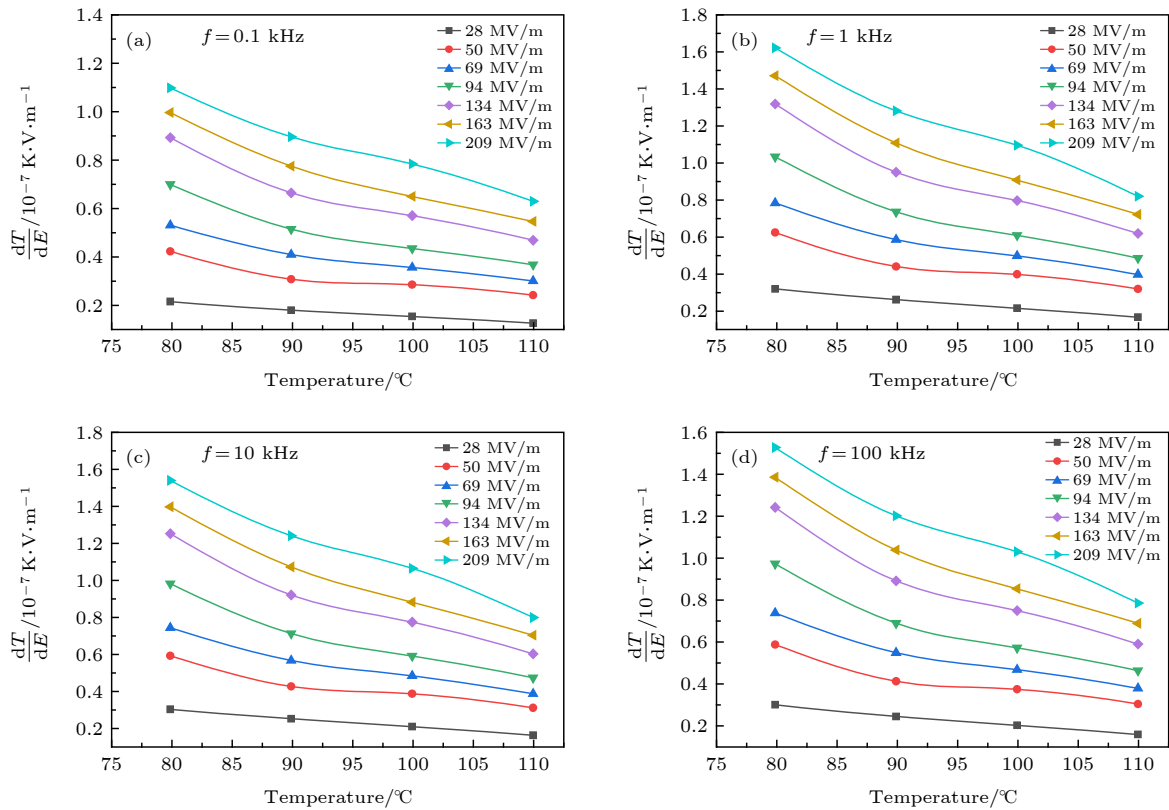 (a)
f = 0.1 kHz
28 MV/m
50 MV/m
69 MV/m
94 MV/m
134 MV/m
163 MV/m
209 MV/m
1.4
1.2
1.0
0.8
0.6
0.4
0.2
dT/dE /10⁻⁷ K·V·m⁻¹
75 80 85 90 95 100 105 110
Temperature/℃
(b)
f = 1 kHz
28 MV/m
50 MV/m
69 MV/m
94 MV/m
134 MV/m
163 MV/m
209 MV/m
1.8
1.6
1.4
1.2
1.0
0.8
0.6
0.4
0.2
dT/dE /10⁻⁷ K·V·m⁻¹
75 80 85 90 95 100 105 110
Temperature/℃
(c)
f = 10 kHz
28 MV/m
50 MV/m
69 MV/m
94 MV/m
134 MV/m
163 MV/m
209 MV/m
1.8
1.6
1.4
1.2
1.0
0.8
0.6
0.4
0.2
dT/dE /10⁻⁷ K·V·m⁻¹
75 80 85 90 95 100 105 110
Temperature/℃
(d)
f = 100 kHz
28 MV/m
50 MV/m
69 MV/m
94 MV/m
134 MV/m
163 MV/m
209 MV/m
1.6
1.4
1.2
1.0
0.8
0.6
0.4
0.2
dT/dE /10⁻⁷ K·V·m⁻¹
75 80 85 90 95 100 105 110
Temperature/℃